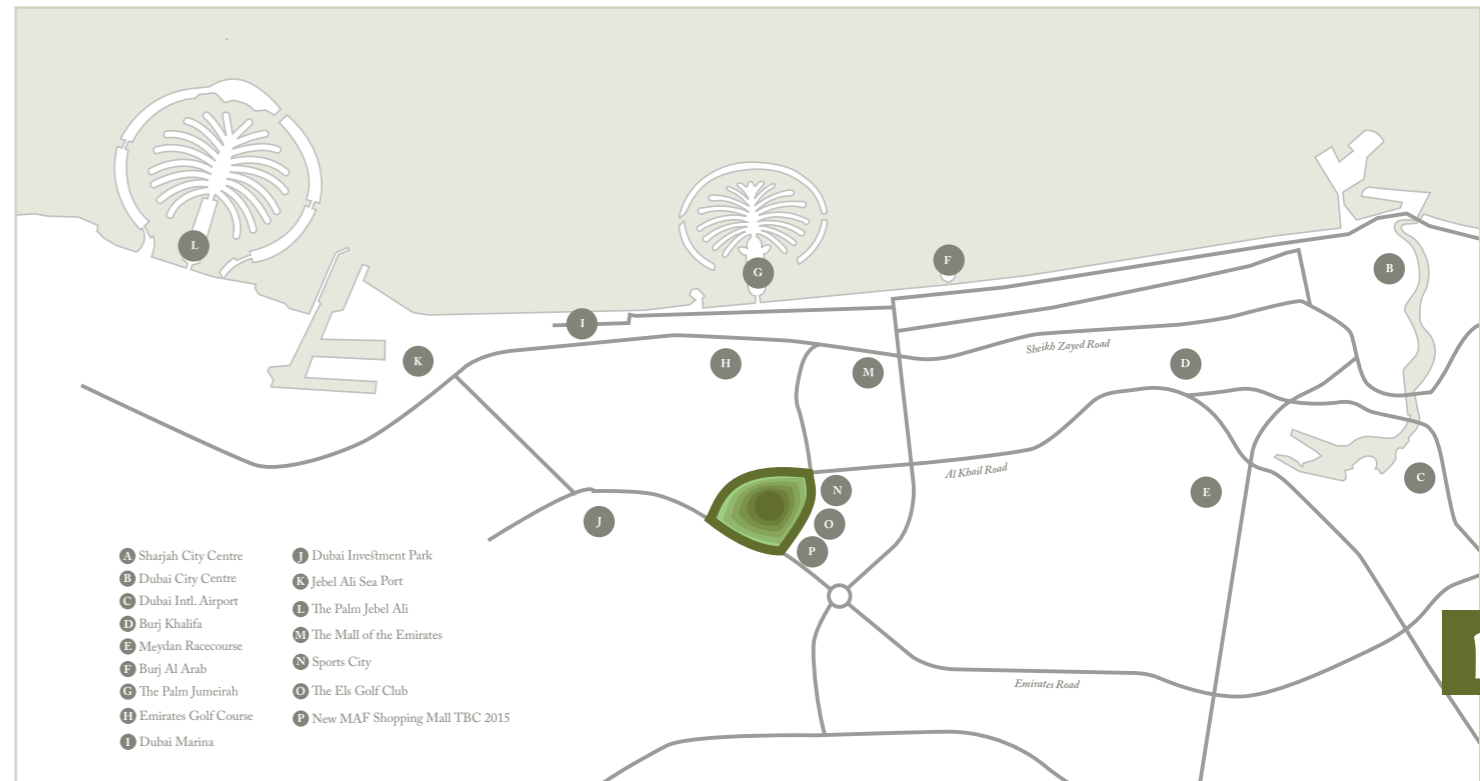 L
G
F
B
I
K
H
M
D
Sheikh Zayed Road
Al Khail Road
N
E
C
J
O
P
Emirates Road
A Sharjah City Centre
B Dubai City Centre
C Dubai Intl. Airport
D Burj Khalifa
E Meydan Racecourse
F Burj Al Arab
G The Palm Jumeirah
H Emirates Golf Course
I Dubai Marina
J Dubai Investment Park
K Jebel Ali Sea Port
L The Palm Jebel Ali
M The Mall of the Emirates
N Sports City
O The Els Golf Club
P New MAF Shopping Mall TBC 2015